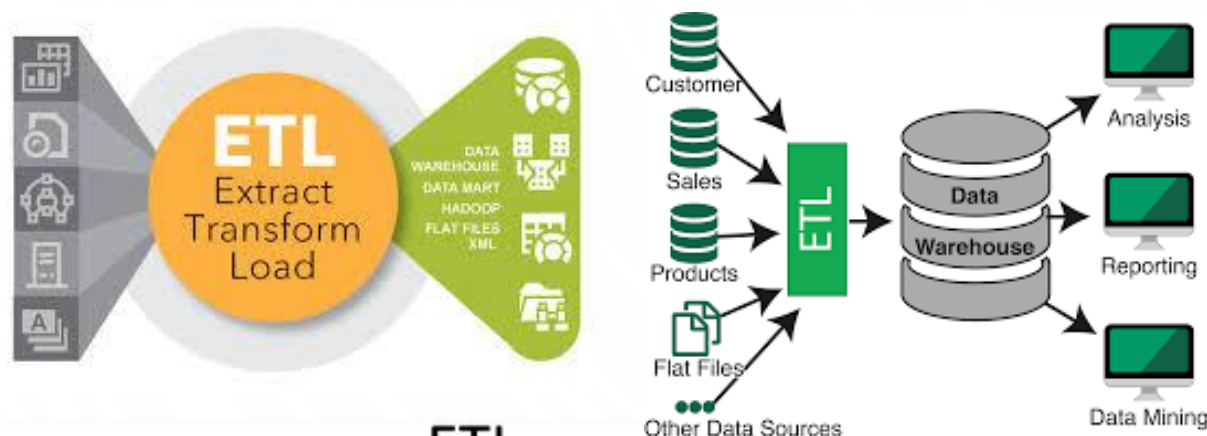 ETL
Extract
Transform
Load
DATA
WAREHOUSE
DATA MART
HADOOP
FLAT FILES
XML
Customer
Sales
Products
Flat Files
Other Data Sources
ETL
Data
Warehouse
Analysis
Reporting
Data Mining
ETL
A